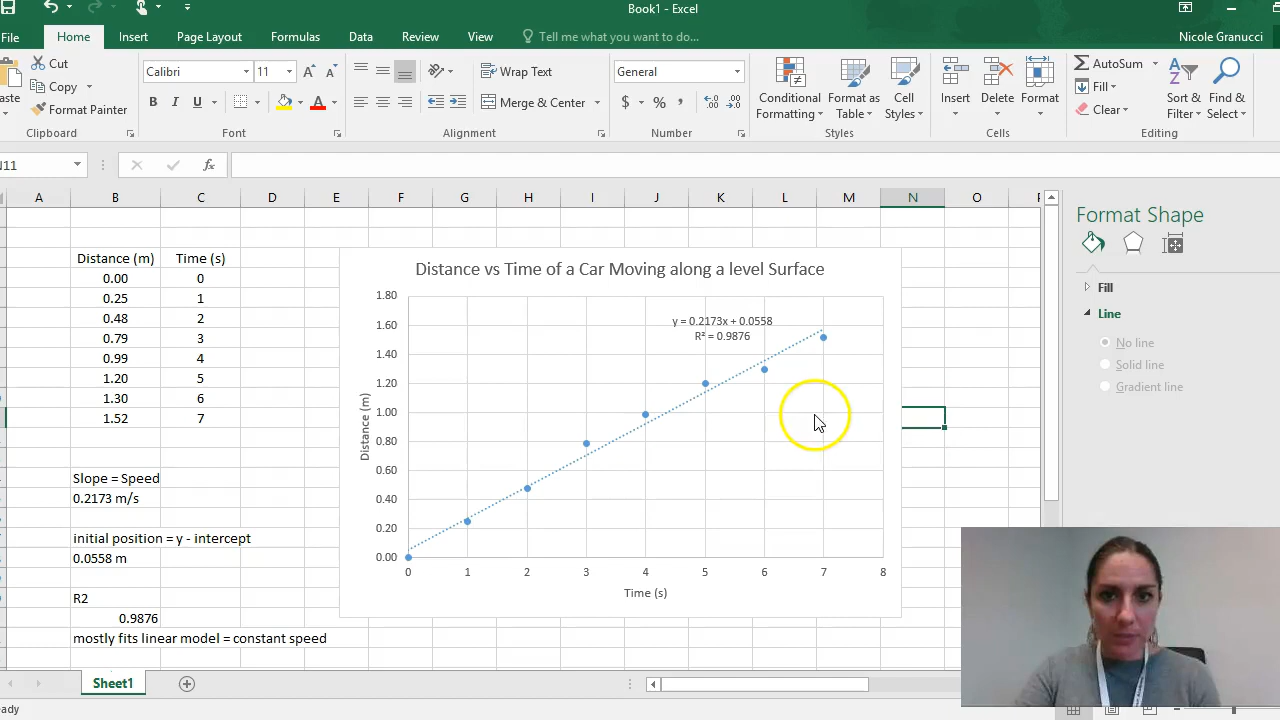 Book1 - Excel
File Home Insert Page Layout Formulas Data Review View Tell me what you want to do... Nicole Granucci
Cut
Copy
Format Painter
Clipboard
Calibri 11
B I U
Font
Wrap Text
Merge & Center
Alignment
General
$ % ,
Number
Conditional Formatting
Format as Table
Cell Styles
Styles
Insert Delete Format
Cells
AutoSum
Fill
Clear
Sort & Filter
Find & Select
Editing
N11
fx
A B C D E F G H I J K L M N O
Distance (m) Time (s)
0.00 0
0.25 1
0.48 2
0.79 3
0.99 4
1.20 5
1.30 6
1.52 7
Slope = Speed
0.2173 m/s
initial position = y - intercept
0.0558 m
R2
0.9876
mostly fits linear model = constant speed
Distance vs Time of a Car Moving along a level Surface
y = 0.2173x + 0.0558
R² = 0.9876
1.80
1.60
1.40
1.20
1.00
0.80
0.60
0.40
0.20
0.00
Distance (m)
0 1 2 3 4 5 6 7 8
Time (s)
Format Shape
Fill
Line
No line
Solid line
Gradient line
Sheet1